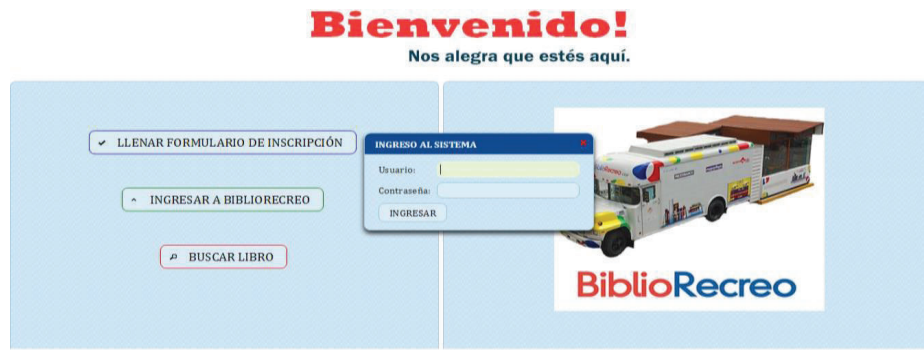 Bienvenido!
Nos alegra que estés aquí.
LLENAR FORMULARIO DE INSCRIPCIÓN
INGRESAR A BIBLIORECREO
BUSCAR LIBRO
INGRESO AL SISTEMA
Usuario:
Contraseña:
INGRESAR
BiblioRecreo